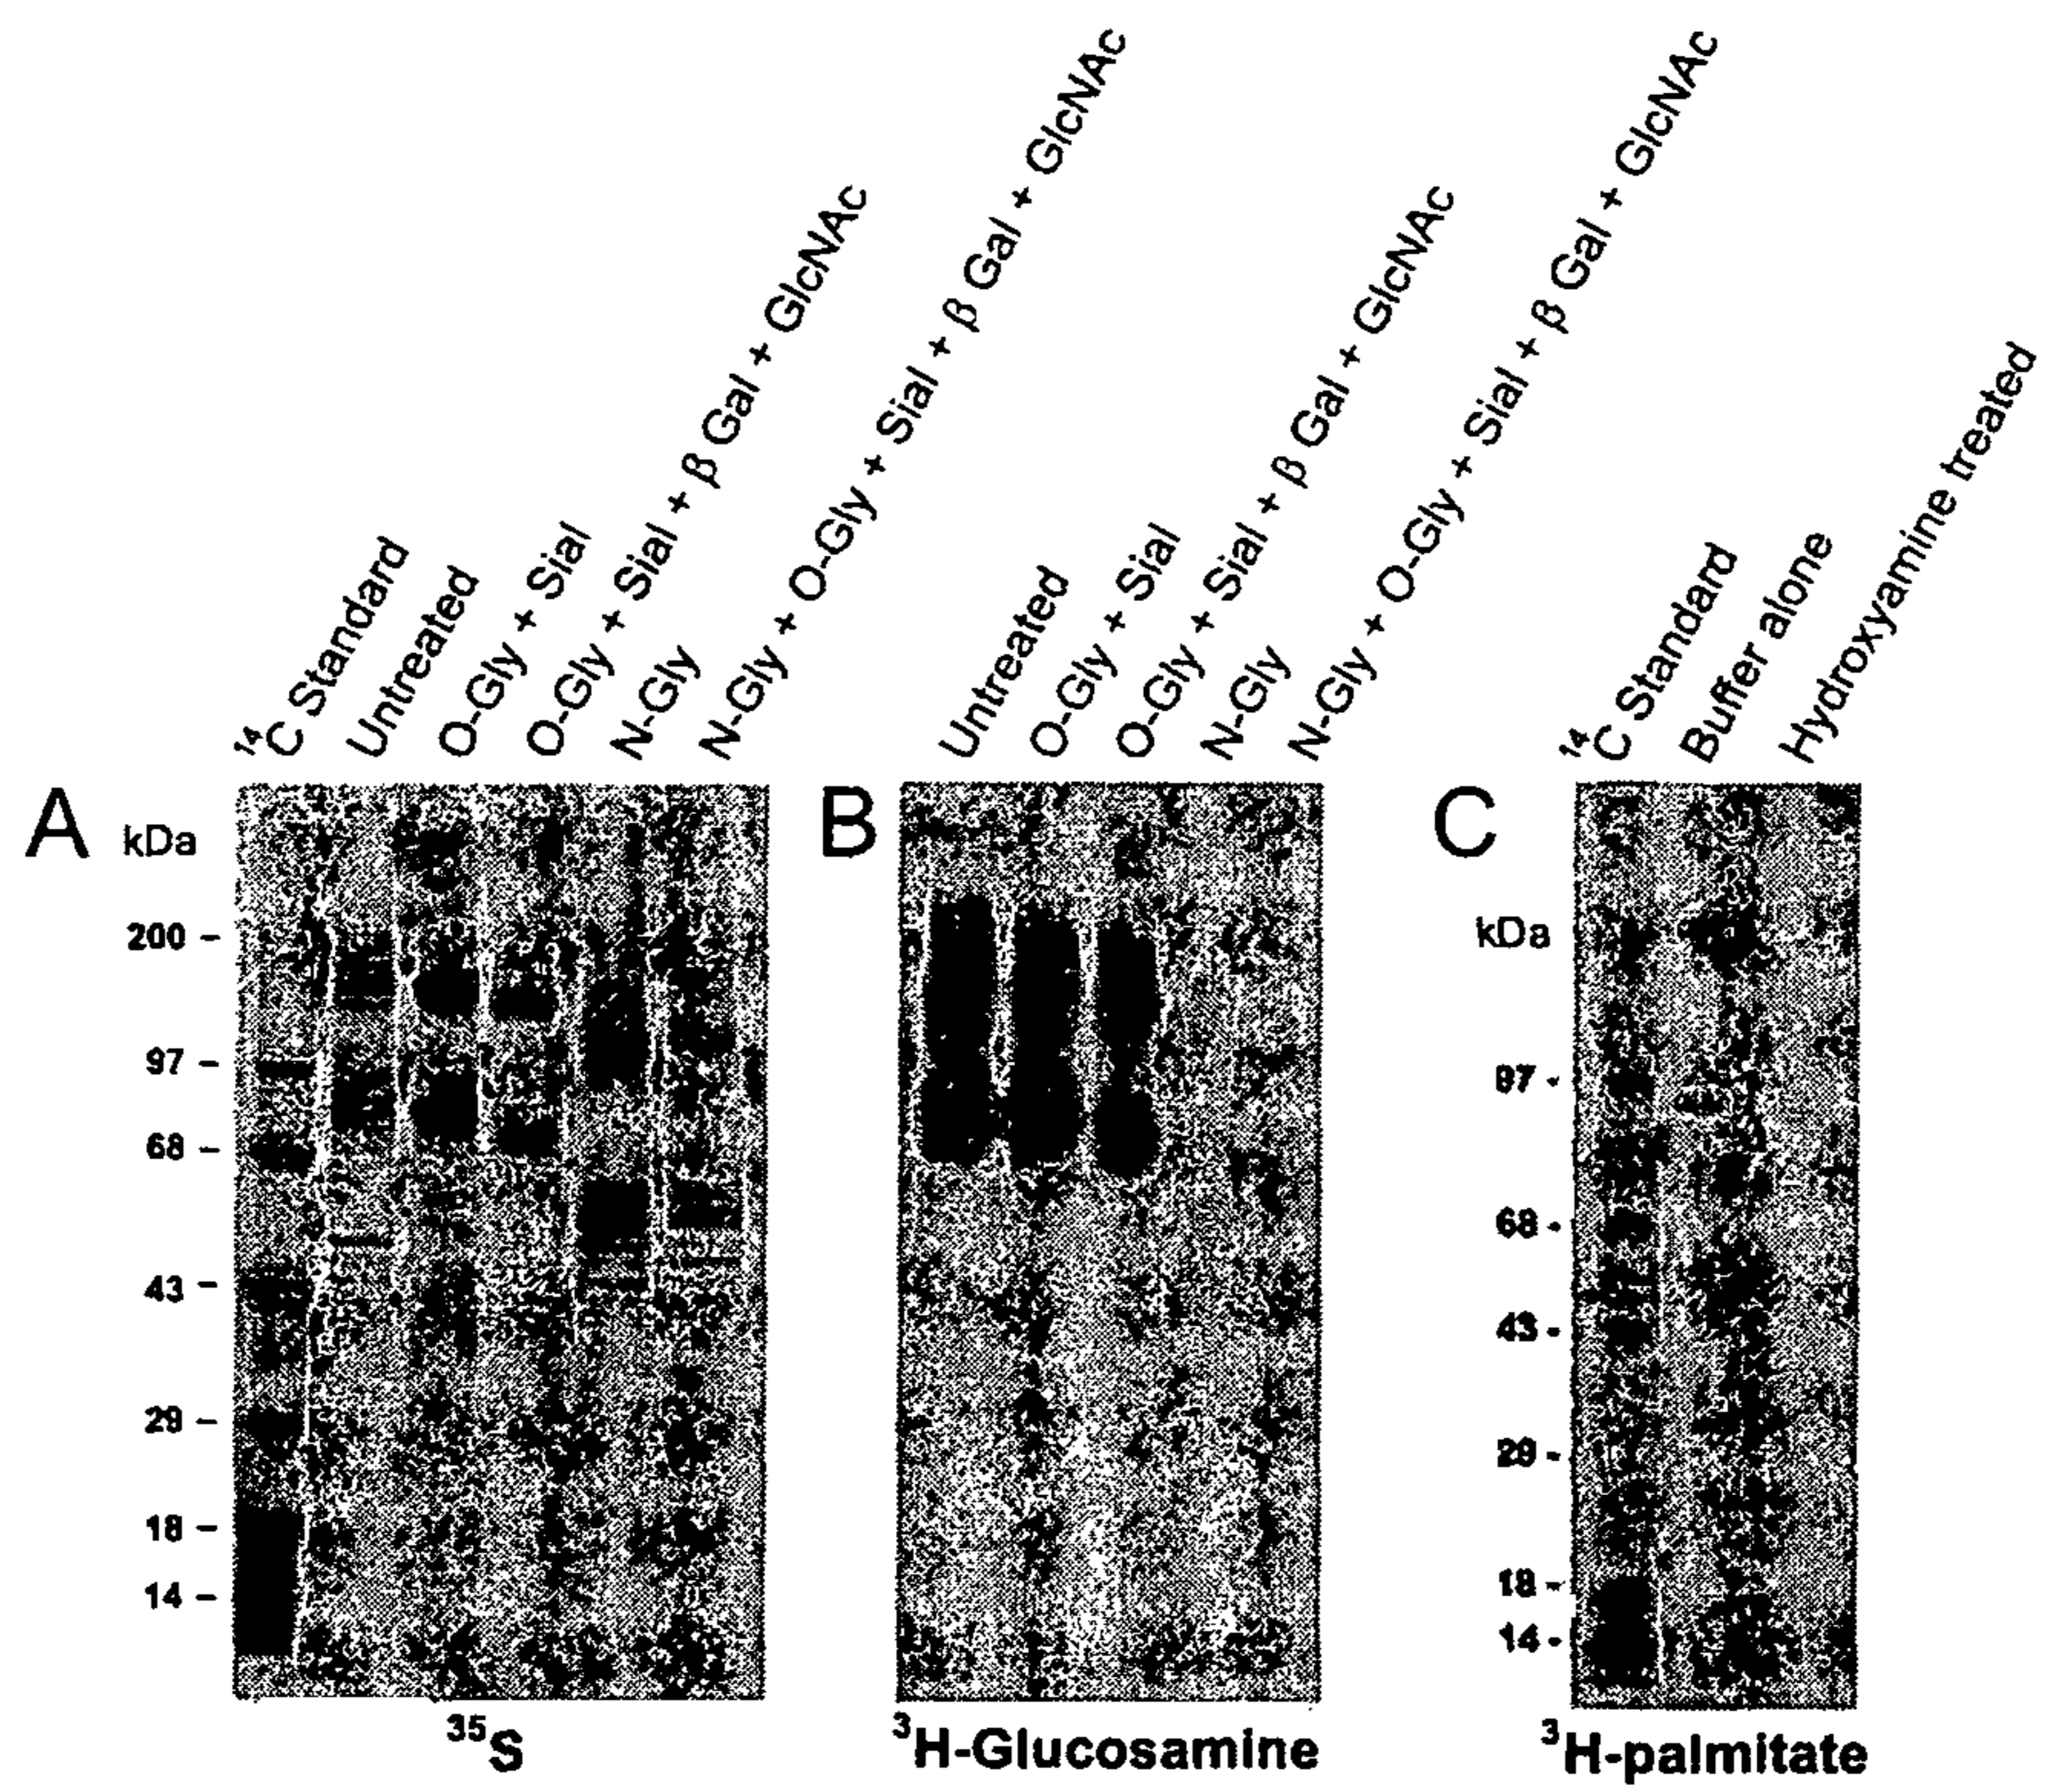 14C Standard
Untreated
O-Gly + Sial
O-Gly + Sial + β Gal + GlcNAc
N-Gly
N-Gly + O-Gly + Sial + β Gal + GlcNAc
Untreated
O-Gly + Sial
O-Gly + Sial + β Gal + GlcNAc
N-Gly
N-Gly + O-Gly + Sial + β Gal + GlcNAc
14C Standard
Buffer alone
Hydroxyamine treated
A
kDa
200 –
97 –
68 –
43 –
29 –
18 –
14 –
35S
B
3H-Glucosamine
C
kDa
97 -
68 -
43 -
29 -
18 -
14 -
3H-palmitate